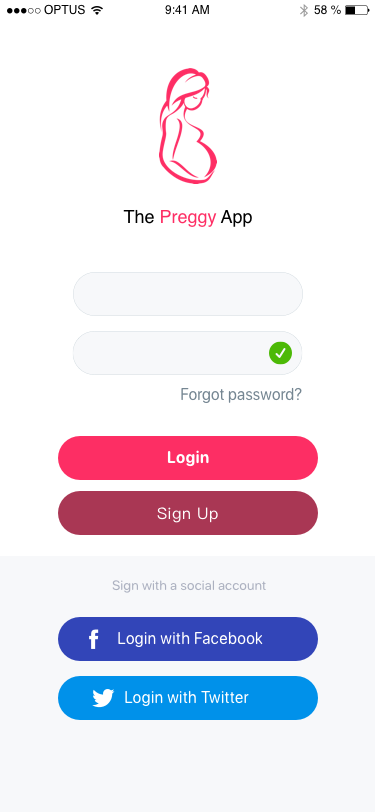 OPTUS 9:41 AM 58 %
The Preggy App
Forgot password?
Login
Sign Up
Sign with a social account
f Login with Facebook
Login with Twitter